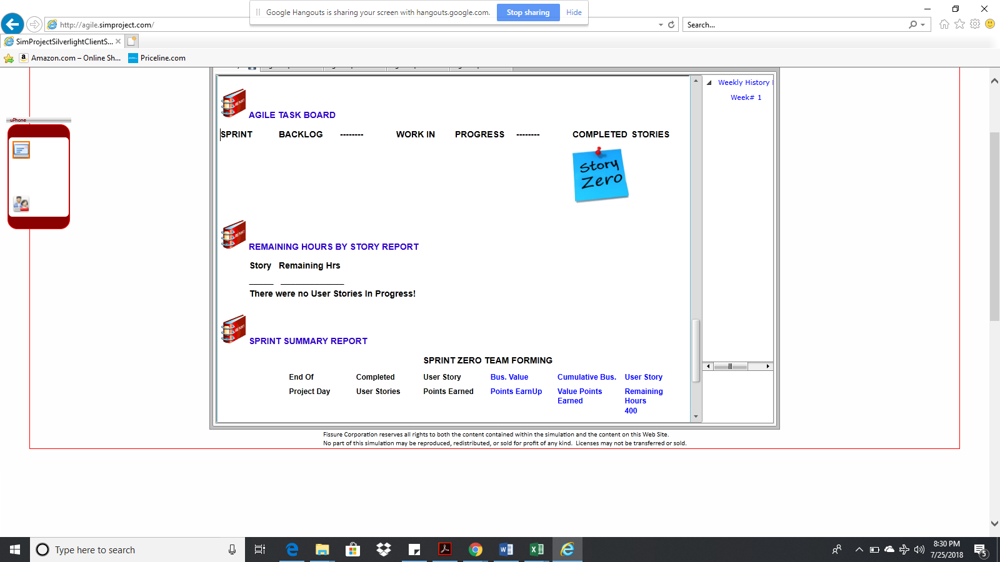 Google Hangouts is sharing your screen with hangouts.google.com. Stop sharing Hide
http://agile.simproject.com/
Search...
SimProjectSilverlightClientS...
Amazon.com – Online Sh... Priceline.com
uPhone
Weekly History
Week# 1
REPORT
AGILE TASK BOARD
SPRINT BACKLOG -------- WORK IN PROGRESS -------- COMPLETED STORIES
Story
Zero
REPORT
REMAINING HOURS BY STORY REPORT
Story Remaining Hrs
_____ _____________
There were no User Stories In Progress!
REPORT
SPRINT SUMMARY REPORT
SPRINT ZERO TEAM FORMING
End Of Completed User Story Bus. Value Cumulative Bus. User Story
Project Day User Stories Points Earned Points EarnUp Value Points Remaining
Earned Hours
400
Fissure Corporation reserves all rights to both the content contained within the simulation and the content on this Web Site.
No part of this simulation may be reproduced, redistributed, or sold for profit of any kind. Licenses may not be transferred or sold.
Type here to search
8:30 PM
7/25/2018
5